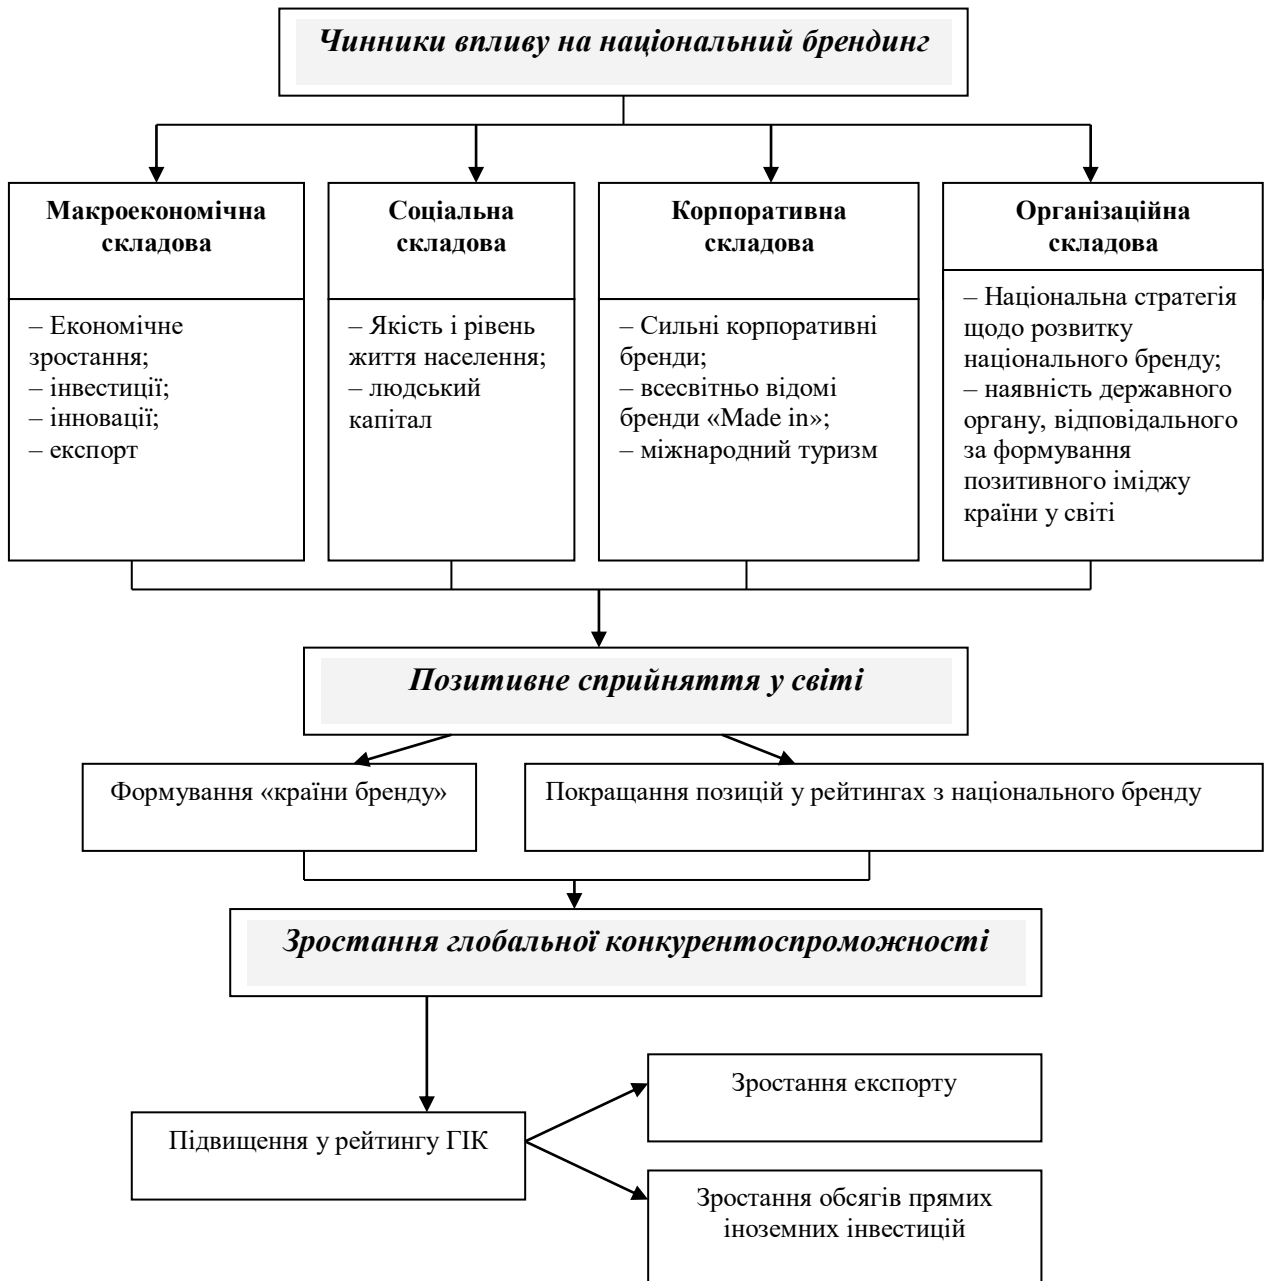 Чинники впливу на національний брендинг
Макроекономічна
складова
– Економічне
зростання;
– інвестиції;
– інновації;
– експорт
Соціальна
складова
– Якість і рівень
життя населення;
– людський
капітал
Корпоративна
складова
– Сильні корпоративні
бренди;
– всесвітньо відомі
бренди «Made in»;
– міжнародний туризм
Організаційна
складова
– Національна стратегія
щодо розвитку
національного бренду;
– наявність державного
органу, відповідального
за формування
позитивного іміджу
країни у світі
Позитивне сприйняття у світі
Формування «країни бренду»
Покращання позицій у рейтингах з національного бренду
Зростання глобальної конкурентоспроможності
Підвищення у рейтингу ГІК
Зростання експорту
Зростання обсягів прямих
іноземних інвестицій